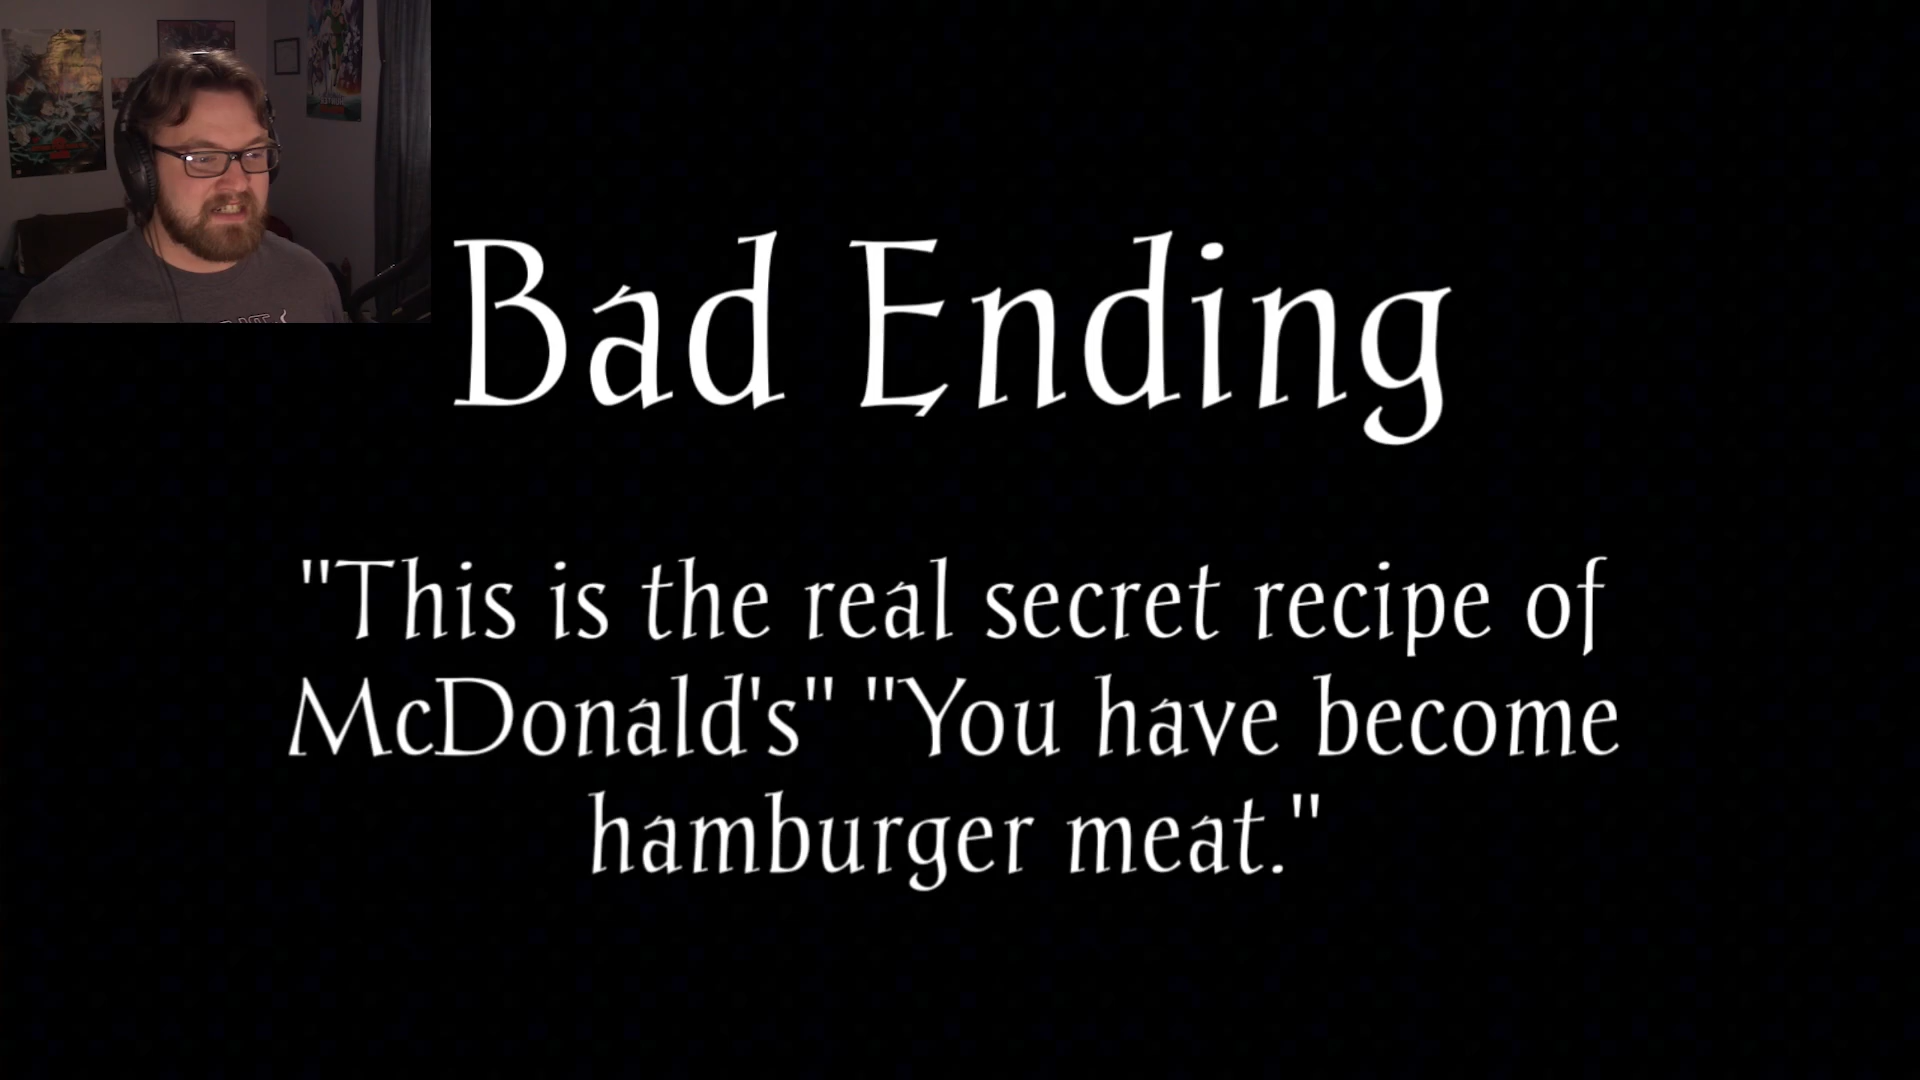 Bad Ending
"This is the real secret recipe of
McDonald's" "You have become
hamburger meat."